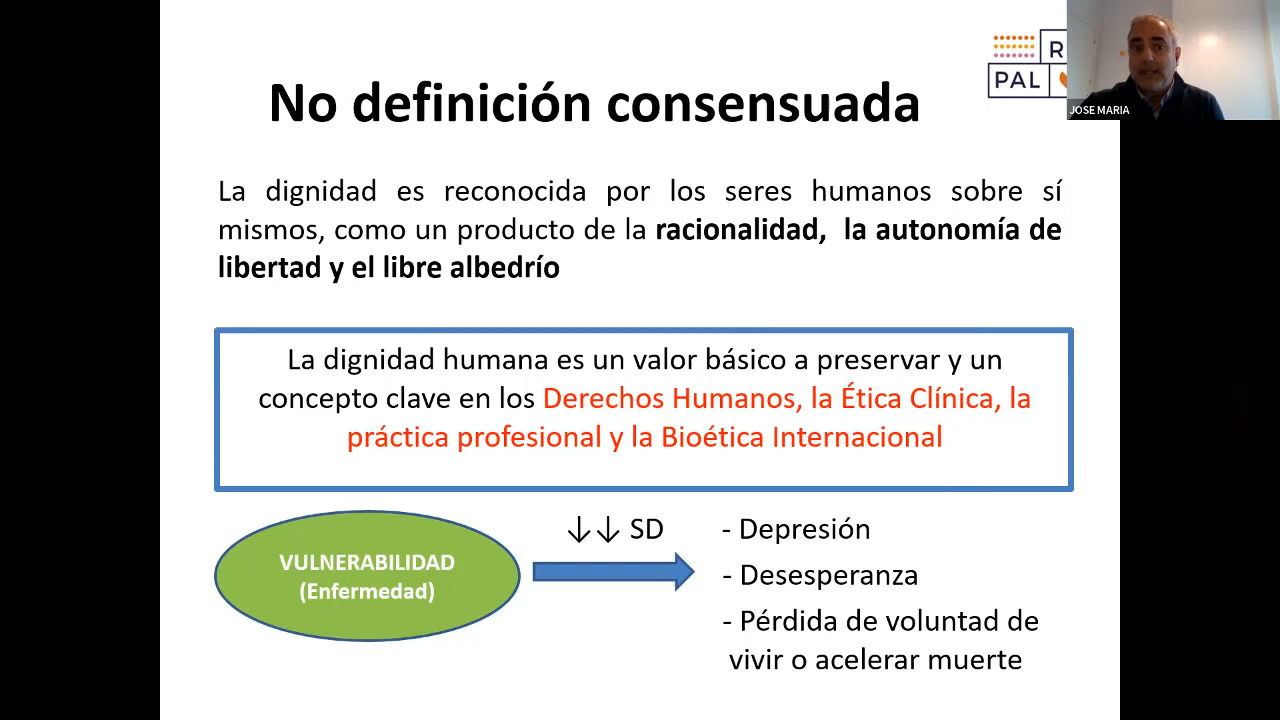 No definición consensuada
R
PAL
JOSE MARIA
La dignidad es reconocida por los seres humanos sobre sí
mismos, como un producto de la racionalidad, la autonomía de
libertad y el libre albedrío
La dignidad humana es un valor básico a preservar y un
concepto clave en los Derechos Humanos, la Ética Clínica, la
práctica profesional y la Bioética Internacional
VULNERABILIDAD
(Enfermedad)
↓↓ SD
- Depresión
- Desesperanza
- Pérdida de voluntad de
vivir o acelerar muerte